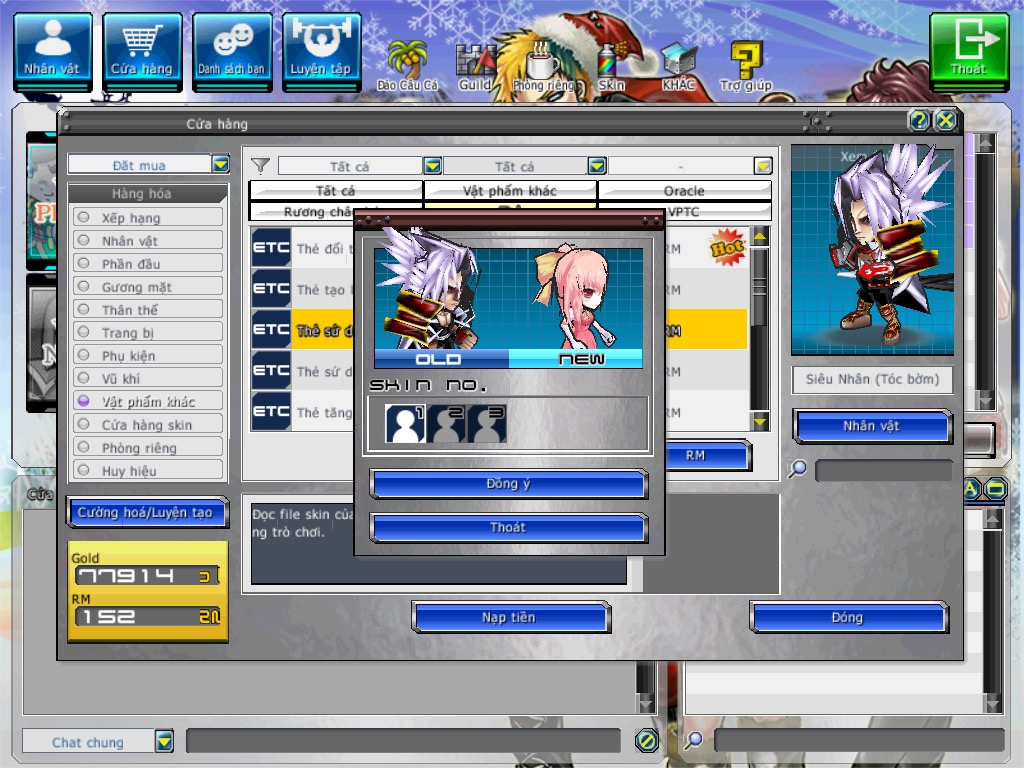 Nhân vật
Cửa hàng
Danh sách bạn
Luyện tập
Đảo Câu Cá
Guild
Phòng riêng
Skin
KHÁC
Trợ giúp
Thoát
Cửa hàng
Đặt mua
Hàng hóa
Xếp hạng
Nhân vật
Phần đầu
Gương mặt
Thân thể
Trang bị
Phụ kiện
Vũ khí
Vật phẩm khác
Cửa hàng skin
Phòng riêng
Huy hiệu
Cường hoá/Luyện tạo
Gold
77914
RM
152
Tất cả
Tất cả
-
Tất cả
Vật phẩm khác
Oracle
Rương
VPTC
ETC Thẻ đổi
RM
Hot
ETC Thẻ tạo
RM
ETC Thẻ sử
RM
ETC Thẻ sử
RM
ETC Thẻ tăng
RM
RM
OLD
NEW
SKIN NO.
1
2
3
Đồng ý
Thoát
Đọc file skin
ng trò chơi.
Nạp tiền
Đóng
Siêu Nhân (Tóc bờm)
Nhân vật
A
Chat chung